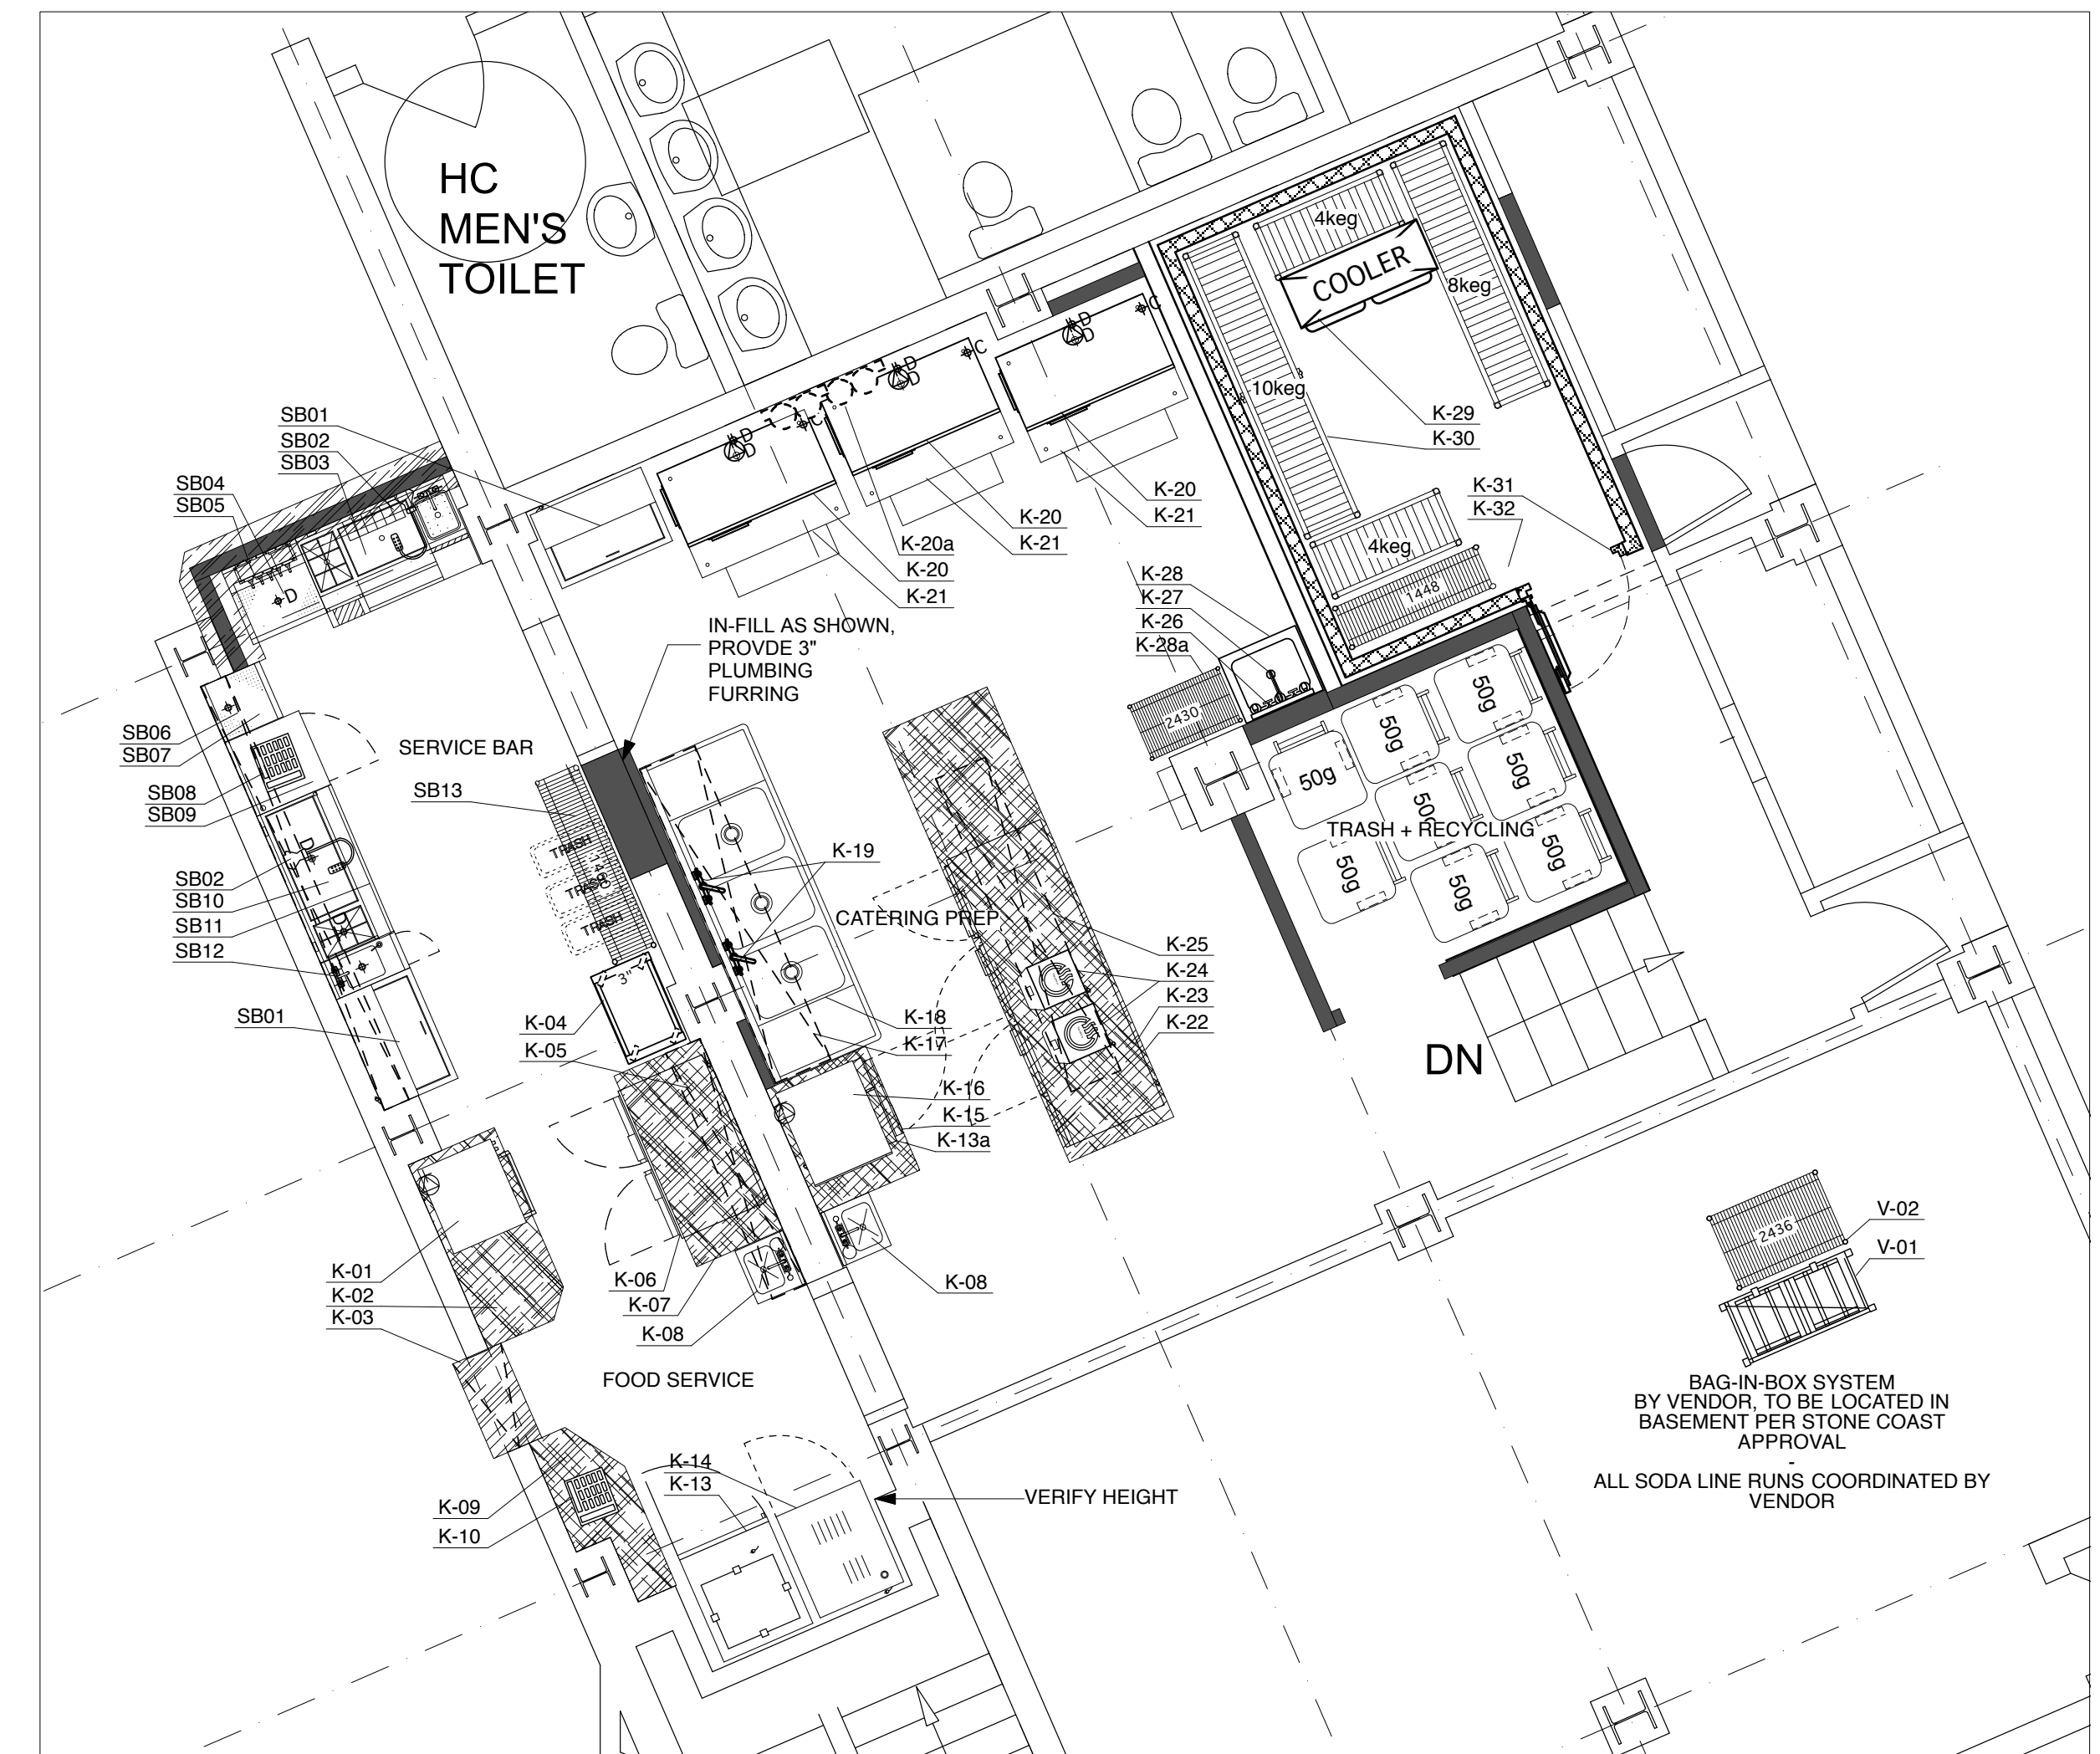 HC
MEN'S
TOILET
4keg
COOLER
8keg
10keg
K-29
K-30
K-31
K-32
4keg
1448
SB01
SB02
SB03
SB04
SB05
D
D
D
C
D
D
C
D
D
C
K-20
K-21
K-20
K-21
K-20a
K-20
K-21
K-28
K-27
K-26
K-28a
2430
IN-FILL AS SHOWN,
PROVDE 3"
PLUMBING
FURRING
SB06
SB07
SERVICE BAR
SB08
SB09
SB13
TRASH
TRASH
TRASH
SB02
SB10
SB11
SB12
D
D
SB01
K-19
CATERING PREP
50g
50g
50g
50g
50g
50g
50g
50g
50g
TRASH + RECYCLING
K-25
K-24
K-23
K-22
3"
K-04
K-05
K-18
K-17
K-16
K-15
K-13a
DN
K-01
K-02
K-03
K-06
K-07
K-08
K-08
FOOD SERVICE
2436
V-02
V-01
BAG-IN-BOX SYSTEM
BY VENDOR, TO BE LOCATED IN
BASEMENT PER STONE COAST
APPROVAL
-
ALL SODA LINE RUNS COORDINATED BY
VENDOR
K-14
K-13
VERIFY HEIGHT
K-09
K-10